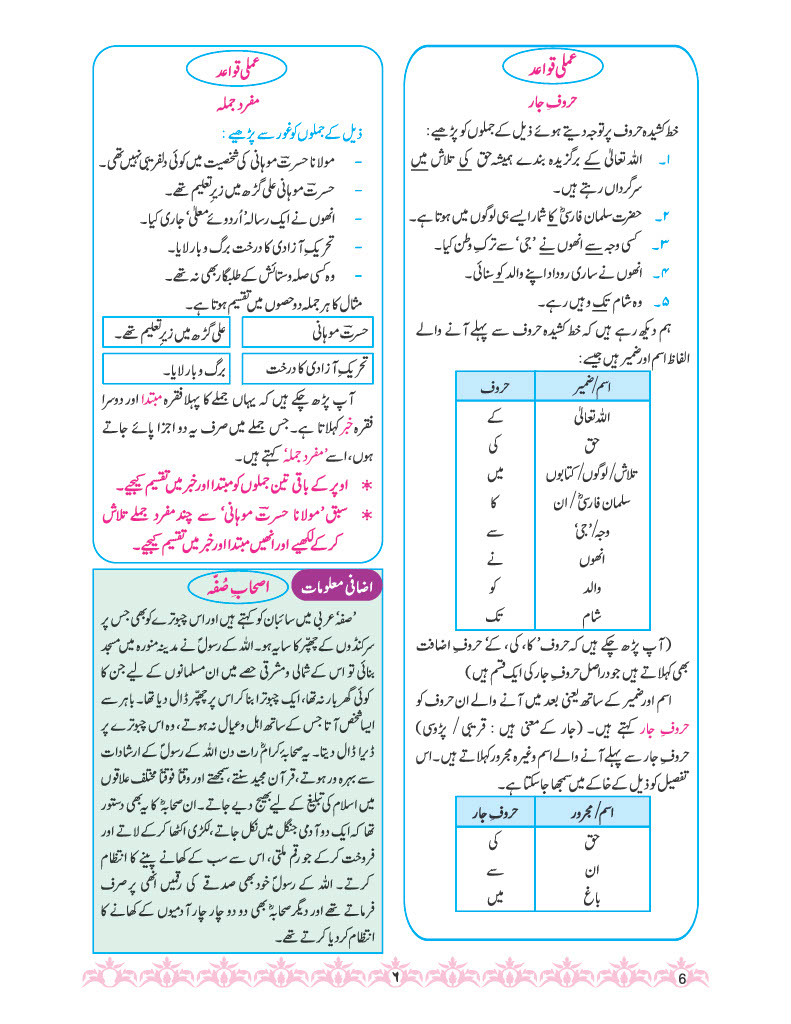 عملی قواعد
حروفِ جار
خط کشیدہ حروف پر توجہ دیتے ہوئے ذیل کے جملوں کو پڑھیے:
۱۔ اللہ تعالیٰ کے برگزیدہ بندے ہمیشہ حق کی تلاش میں
سرگرداں رہتے ہیں۔
۲۔ حضرت سلمان فارسیؓ کا شمار ایسے ہی لوگوں میں ہوتا ہے۔
۳۔ کسی وجہ سے انھوں نے 'جی' سے ترکِ وطن کیا۔
۴۔ انھوں نے ساری روداد اپنے والد کو سنائی۔
۵۔ وہ شام تک وہیں رہے۔
ہم دیکھ رہے ہیں کہ خط کشیدہ حروف سے پہلے آنے والے
الفاظ اسم اور ضمیر ہیں جیسے:
اسم/ضمیر حروف
اللہ تعالیٰ کے
حق کی
تلاش/لوگوں/کتابوں میں
سلمان فارسیؓ/ان کا
وجہ/'جی' سے
انھوں نے
والد کو
شام تک
(آپ پڑھ چکے ہیں کہ حروف 'کا، کی، کے' حروفِ اضافت
بھی کہلاتے ہیں جو دراصل حروفِ جار کی ایک قسم ہیں)
اسم اور ضمیر کے ساتھ یعنی بعد میں آنے والے ان حروف کو
حروفِ جار کہتے ہیں۔ (جار کے معنی ہیں : قریبی / پڑوسی)
حروفِ جار سے پہلے آنے والے اسم وغیرہ مجرور کہلاتے ہیں۔ اس
تفصیل کو ذیل کے خاکے میں سمجھا جاسکتا ہے۔
اسم/مجرور حروفِ جار
حق کی
ان سے
باغ میں
عملی قواعد
مفرد جملہ
ذیل کے جملوں کو غور سے پڑھیے :
- مولانا حسرتؔ موہانی کی شخصیت میں کوئی دلفریبی نہیں تھی۔
- حسرتؔ موہانی علی گڑھ میں زیرِ تعلیم تھے۔
- انھوں نے ایک رسالہ 'اُردوئے معلّٰی' جاری کیا۔
- تحریکِ آزادی کا درخت برگ و بار لایا۔
- وہ کسی صلہ و ستائش کے طلبگار بھی نہ تھے۔
مثال کا ہر جملہ دو حصوں میں تقسیم ہوتا ہے۔
حسرتؔ موہانی علی گڑھ میں زیرِ تعلیم تھے۔
تحریکِ آزادی کا درخت برگ و بار لایا۔
آپ پڑھ چکے ہیں کہ یہاں جملے کا پہلا فقرہ مبتدا اور دوسرا
فقرہ خبر کہلاتا ہے۔ جس جملے میں صرف یہ دو اجزا پائے جاتے
ہوں، اسے 'مفرد جملہ' کہتے ہیں۔
* اوپر کے باقی تین جملوں کو مبتدا اور خبر میں تقسیم کیجیے۔
* سبق 'مولانا حسرتؔ موہانی' سے چند مفرد جملے تلاش
کرکے لکھیے اور انھیں مبتدا اور خبر میں تقسیم کیجیے۔
اضافی معلومات اصحابِ صُفّہ
'صفہ' عربی میں سائبان کو کہتے ہیں اور اس چبوترے کو بھی جس پر
سرکنڈوں کے چھپّر کا سایہ ہو۔ اللہ کے رسولؐ نے مدینہ منورہ میں مسجد
بنائی تو اس کے شمالی و مشرقی حصے میں ان مسلمانوں کے لیے جن کا
کوئی گھر بار نہ تھا، ایک چبوترا بنا کر اس پر چھپّر ڈال دیا تھا۔ باہر سے
ایسا شخص آتا جس کے ساتھ اہل و عیال نہ ہوتے، وہ اس چبوترے پر
ڈیرا ڈال دیتا۔ یہ صحابۂ کرامؓ رات دن اللہ کے رسولؐ کے ارشادات
سے بہرہ ور ہوتے، قرآن مجید سنتے، سمجھتے اور وقتاً فوقتاً مختلف علاقوں
میں اسلام کی تبلیغ کے لیے بھیج دیے جاتے۔ ان صحابہؓ کا یہ بھی دستور
تھا کہ ایک دو آدمی جنگل میں نکل جاتے، لکڑی اکٹھا کرکے لاتے اور
فروخت کرکے جو رقم ملتی، اس سے سب کے کھانے پینے کا انتظام
کرتے۔ اللہ کے رسولؐ خود بھی صدقے کی رقمیں انھی پر صرف
فرماتے تھے اور دیگر صحابہؓ بھی دو دو چار چار آدمیوں کے کھانے کا
انتظام کردیا کرتے تھے۔
۶
6